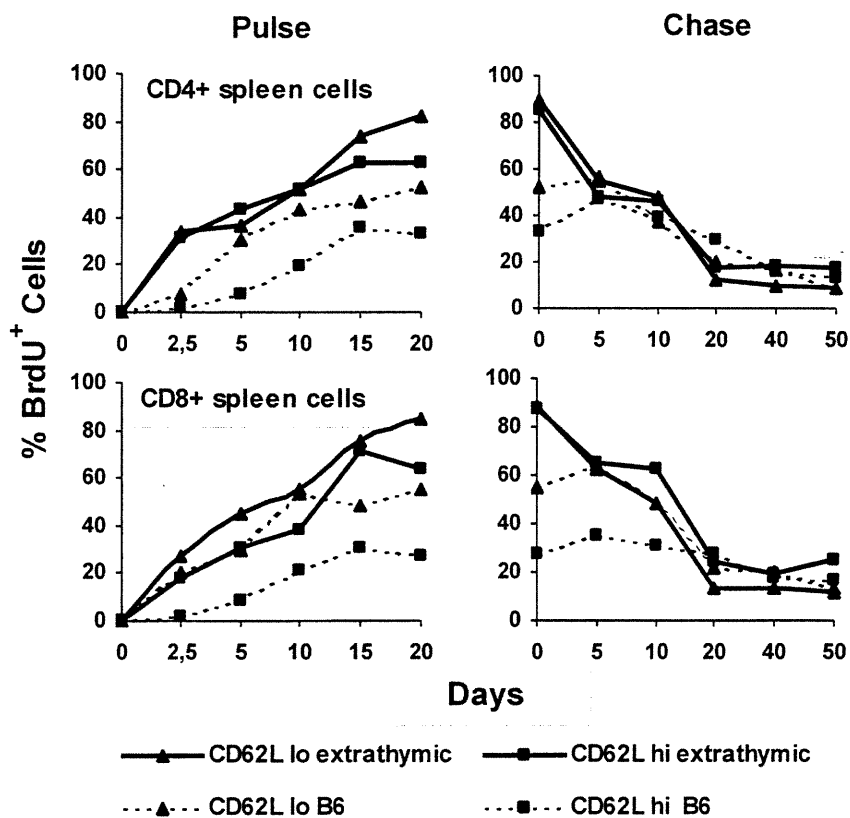 Pulse
Chase
% BrdU+ Cells
100
80
60
40
20
0
CD4+ spleen cells
0 2,5 5 10 15 20
100
80
60
40
20
0
0 5 10 20 40 50
100
80
60
40
20
0
CD8+ spleen cells
0 2,5 5 10 15 20
100
80
60
40
20
0
0 5 10 20 40 50
Days
CD62L lo extrathymic
CD62L hi extrathymic
CD62L lo B6
CD62L hi B6